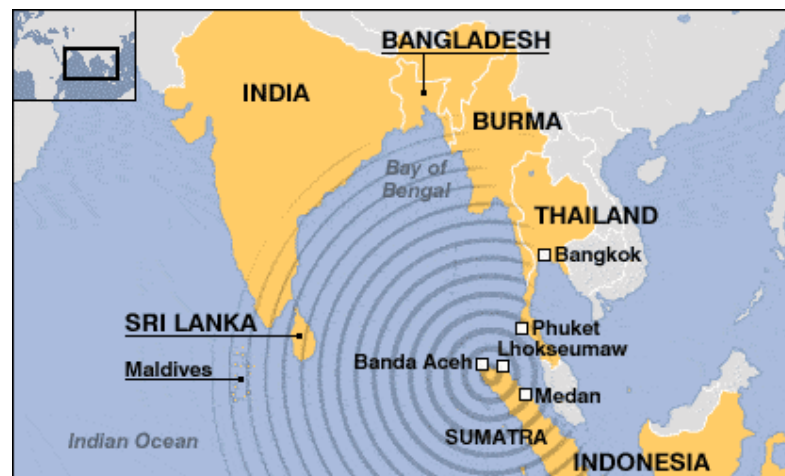 BANGLADESH
INDIA
BURMA
Bay of
Bengal
THAILAND
Bangkok
SRI LANKA
Phuket
Lhokseumaw
Banda Aceh
Maldives
Medan
Indian Ocean
SUMATRA
INDONESIA